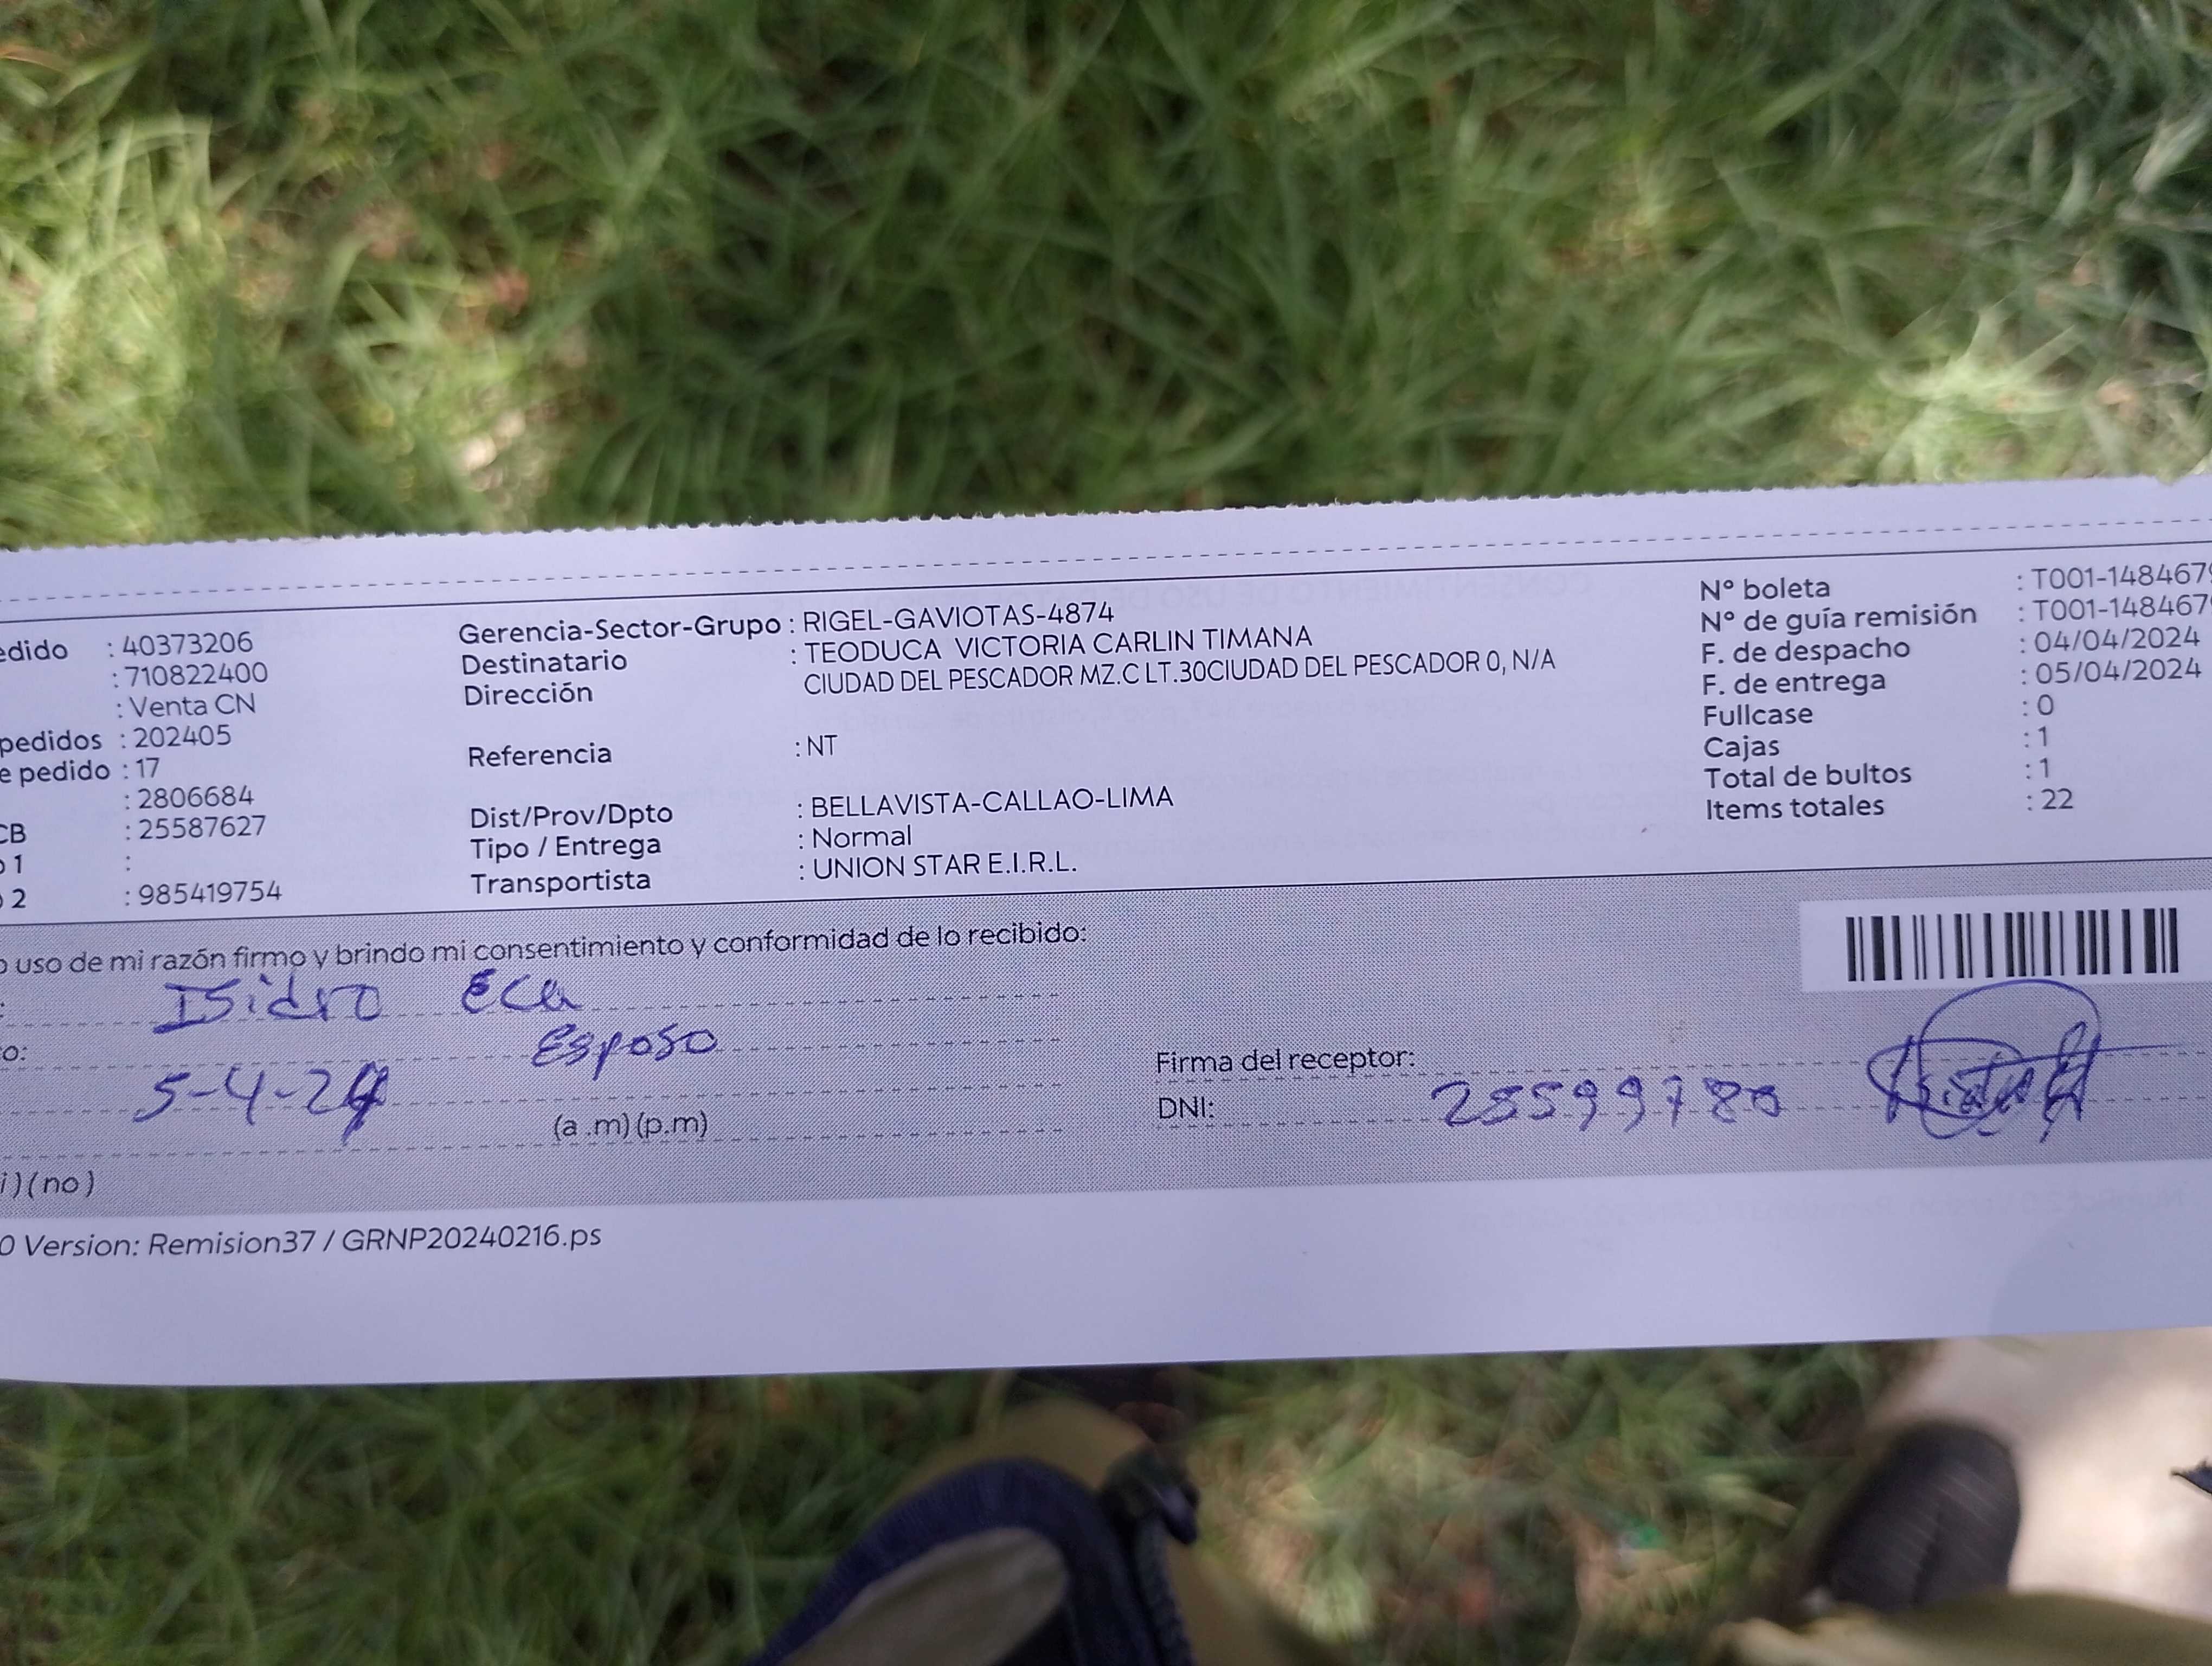 edido : 40373206
: 710822400
: Venta CN
pedidos : 202405
e pedido : 17
: 2806684
CB : 25587627
o 1 :
o 2 : 985419754
Gerencia-Sector-Grupo : RIGEL-GAVIOTAS-4874
Destinatario : TEODUCA VICTORIA CARLIN TIMANA
Dirección CIUDAD DEL PESCADOR MZ.C LT.30CIUDAD DEL PESCADOR 0, N/A
Referencia : NT
Dist/Prov/Dpto : BELLAVISTA-CALLAO-LIMA
Tipo / Entrega : Normal
Transportista : UNION STAR E.I.R.L.
N° boleta : T001-1484679
N° de guía remisión : T001-1484679
F. de despacho : 04/04/2024
F. de entrega : 05/04/2024
Fullcase : 0
Cajas : 1
Total de bultos : 1
Items totales : 22
o uso de mi razón firmo y brindo mi consentimiento y conformidad de lo recibido:
: Isidro Eca
o: Esposo
5-4-24
(a .m) (p.m)
i) (no)
Firma del receptor:
DNI: 25599780
0 Version: Remision37 / GRNP20240216.ps